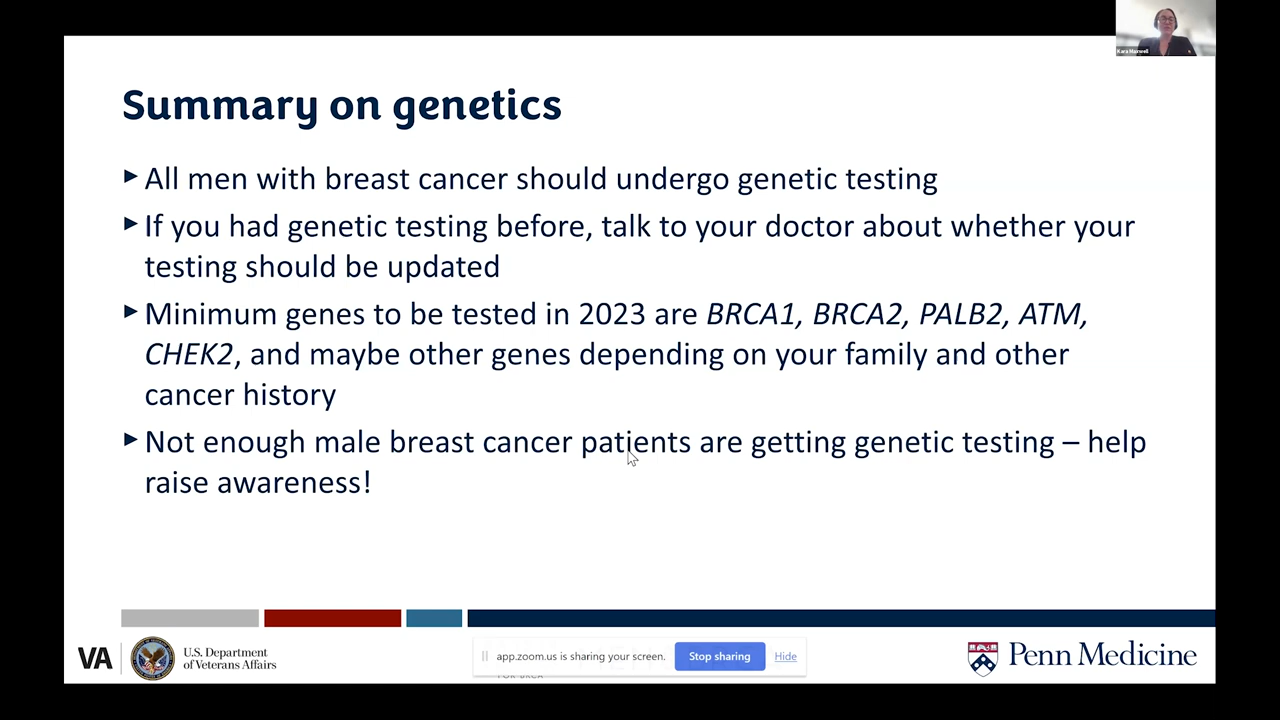 Kara Maxwell
Summary on genetics
▶ All men with breast cancer should undergo genetic testing
▶ If you had genetic testing before, talk to your doctor about whether your
testing should be updated
▶ Minimum genes to be tested in 2023 are BRCA1, BRCA2, PALB2, ATM,
CHEK2, and maybe other genes depending on your family and other
cancer history
▶ Not enough male breast cancer patients are getting genetic testing – help
raise awareness!
VA
U.S. Department
of Veterans Affairs
app.zoom.us is sharing your screen.
Stop sharing
Hide
Penn Medicine